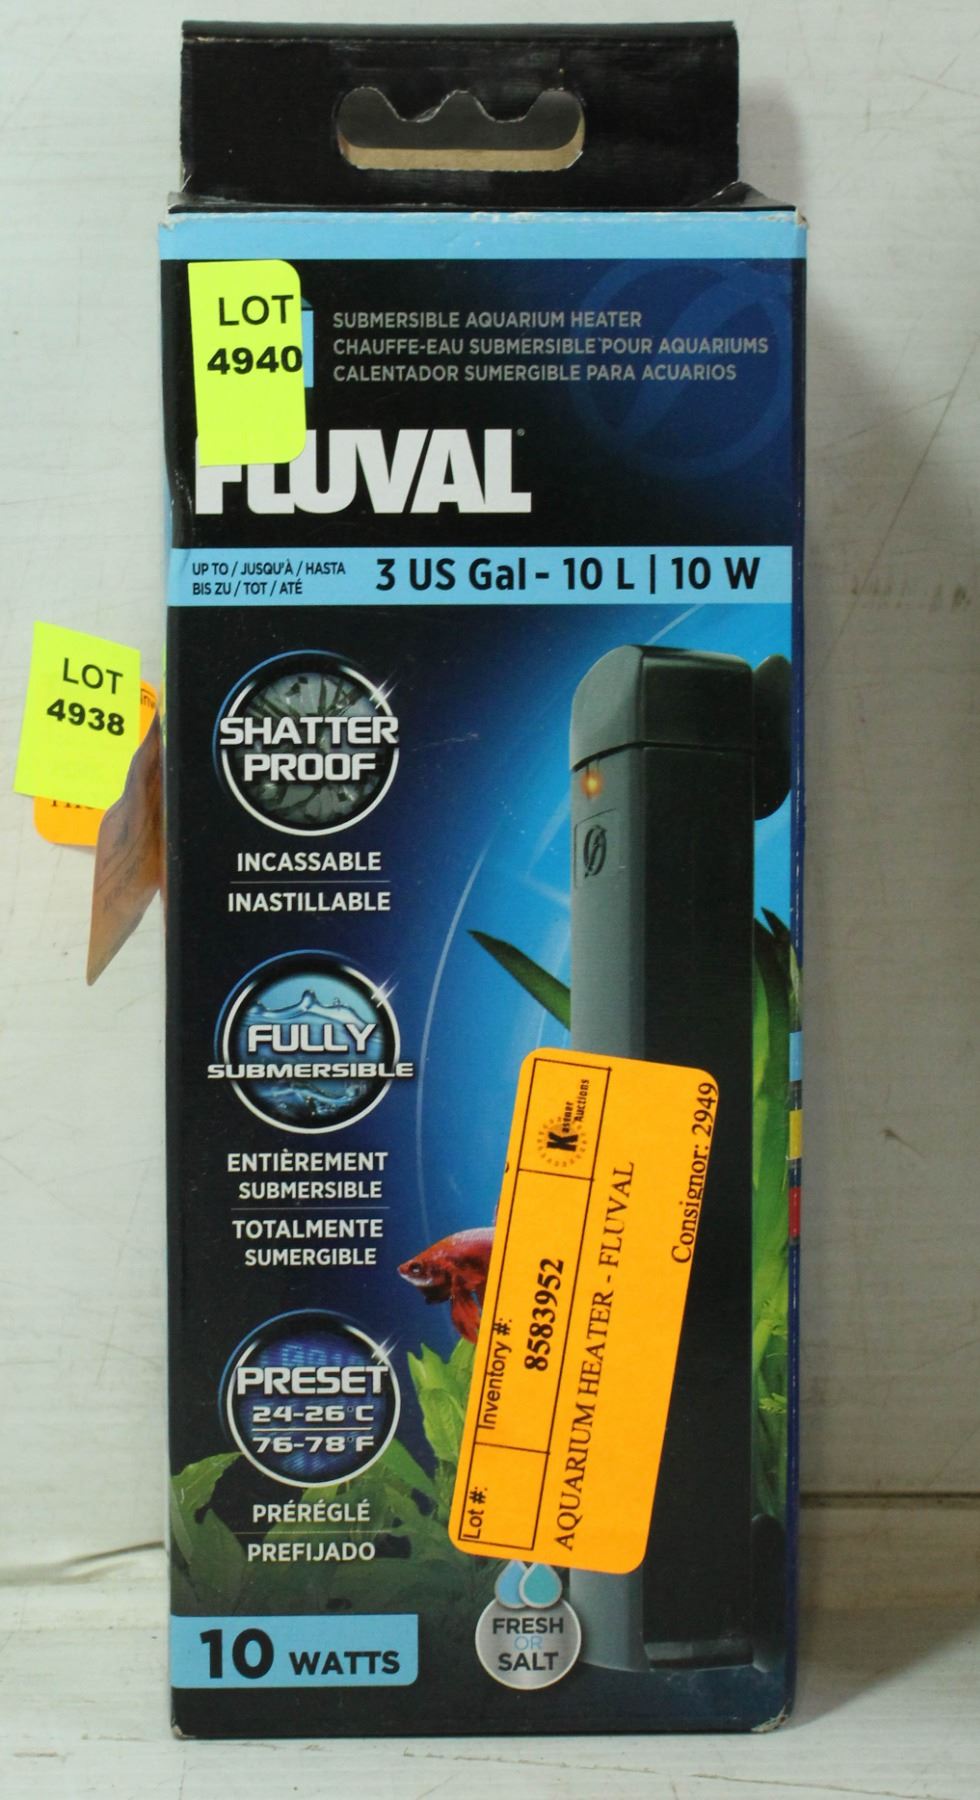 LOT
4940
SUBMERSIBLE AQUARIUM HEATER
CHAUFFE-EAU SUBMERSIBLE POUR AQUARIUMS
CALENTADOR SUMERGIBLE PARA ACUARIOS
FLUVAL
UP TO / JUSQU'À / HASTA
BIS ZU / TOT / ATÉ
3 US Gal - 10 L | 10 W
LOT
4938
SHATTER
PROOF
INCASSABLE
INASTILLABLE
FULLY
SUBMERSIBLE
ENTIÈREMENT
SUBMERSIBLE
TOTALMENTE
SUMERGIBLE
PRESET
24-26°C
76-78°F
PRÉRÉGLÉ
PREFIJADO
10 WATTS
FRESH
OR
SALT
Lot #:
Inventory #:
8583952
Kastner
Auctions
AQUARIUM HEATER - FLUVAL
Consignor: 2949